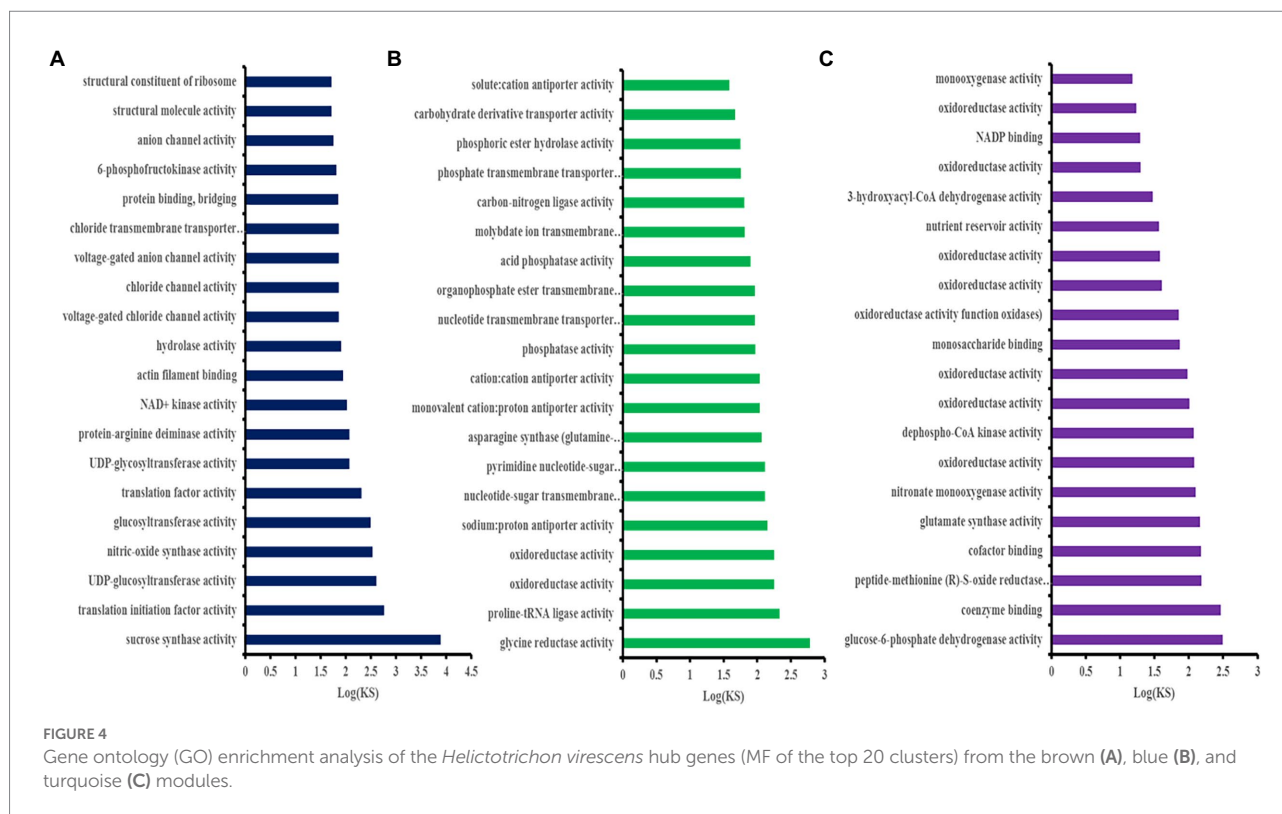 A
structural constituent of ribosome
structural molecule activity
anion channel activity
6-phosphofructokinase activity
protein binding, bridging
chloride transmembrane transporter..
voltage-gated anion channel activity
chloride channel activity
voltage-gated chloride channel activity
hydrolase activity
actin filament binding
NAD+ kinase activity
protein-arginine deiminase activity
UDP-glycosyltransferase activity
translation factor activity
glucosyltransferase activity
nitric-oxide synthase activity
UDP-glucosyltransferase activity
translation initiation factor activity
sucrose synthase activity
0 0.5 1 1.5 2 2.5 3 3.5 4 4.5
Log(KS)
B
solute:cation antiporter activity
carbohydrate derivative transporter activity
phosphoric ester hydrolase activity
phosphate transmembrane transporter..
carbon-nitrogen ligase activity
molybdate ion transmembrane..
acid phosphatase activity
organophosphate ester transmembrane..
nucleotide transmembrane transporter..
phosphatase activity
cation:cation antiporter activity
monovalent cation:proton antiporter activity
asparagine synthase (glutamine-..
pyrimidine nucleotide-sugar..
nucleotide-sugar transmembrane..
sodium:proton antiporter activity
oxidoreductase activity
oxidoreductase activity
proline-tRNA ligase activity
glycine reductase activity
0 0.5 1 1.5 2 2.5 3
Log(KS)
C
monooxygenase activity
oxidoreductase activity
NADP binding
oxidoreductase activity
3-hydroxyacyl-CoA dehydrogenase activity
nutrient reservoir activity
oxidoreductase activity
oxidoreductase activity
oxidoreductase activity function oxidases)
monosaccharide binding
oxidoreductase activity
oxidoreductase activity
dephospho-CoA kinase activity
oxidoreductase activity
nitronate monooxygenase activity
glutamate synthase activity
cofactor binding
peptide-methionine (R)-S-oxide reductase..
coenzyme binding
glucose-6-phosphate dehydrogenase activity
0 0.5 1 1.5 2 2.5 3
Log(KS)
FIGURE 4
Gene ontology (GO) enrichment analysis of the Helictotrichon virescens hub genes (MF of the top 20 clusters) from the brown (A), blue (B), and
turquoise (C) modules.